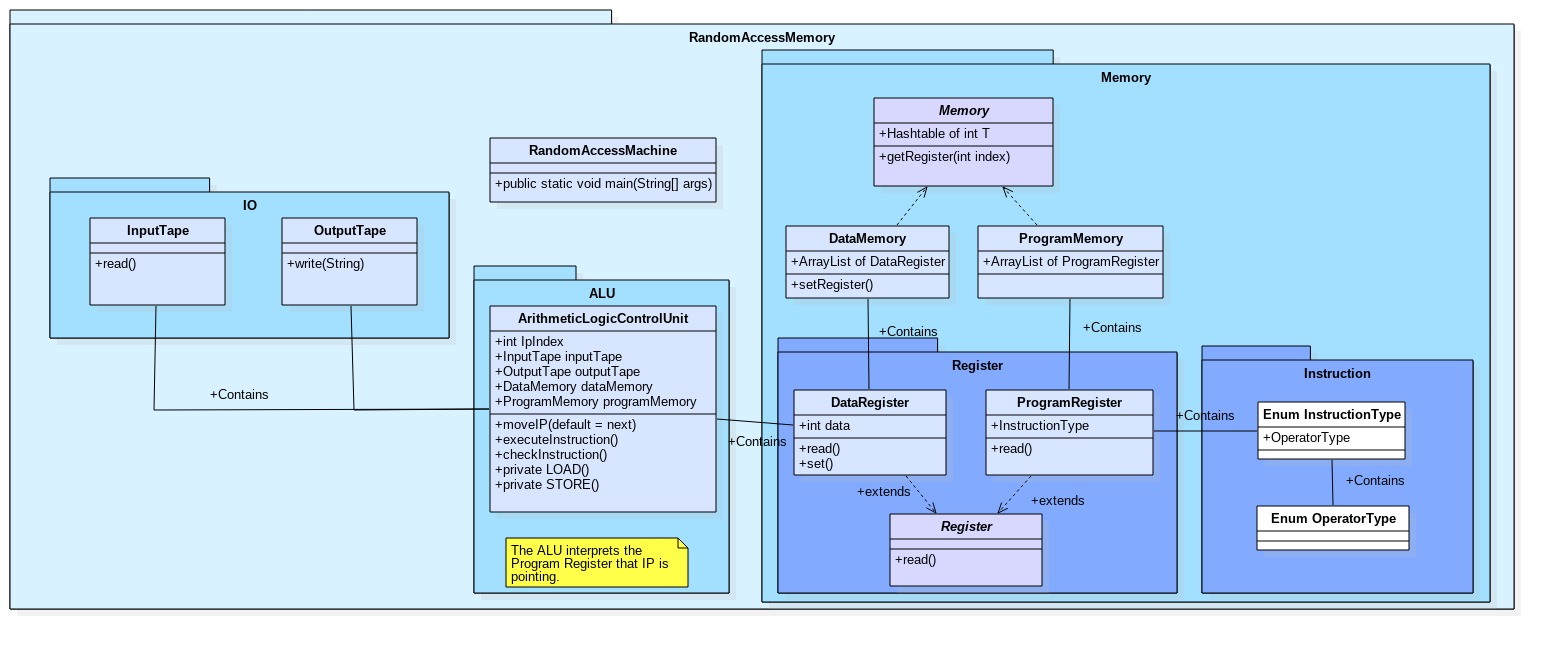 RandomAccessMemory
Memory
Memory
+Hashtable of int T
+getRegister(int index)
RandomAccessMachine
+public static void main(String[] args)
IO
InputTape
+read()
OutputTape
+write(String)
DataMemory
+ArrayList of DataRegister
+setRegister()
ProgramMemory
+ArrayList of ProgramRegister
ALU
ArithmeticLogicControlUnit
+int IpIndex
+InputTape inputTape
+OutputTape outputTape
+DataMemory dataMemory
+ProgramMemory programMemory
+moveIP(default = next)
+executeInstruction()
+checkInstruction()
+private LOAD()
+private STORE()
The ALU interprets the
Program Register that IP is
pointing.
+Contains
+Contains
+Contains
+Contains
Register
DataRegister
+int data
+read()
+set()
ProgramRegister
+InstructionType
+read()
+extends
+extends
Register
+read()
+Contains
Instruction
Enum InstructionType
+OperatorType
+Contains
Enum OperatorType